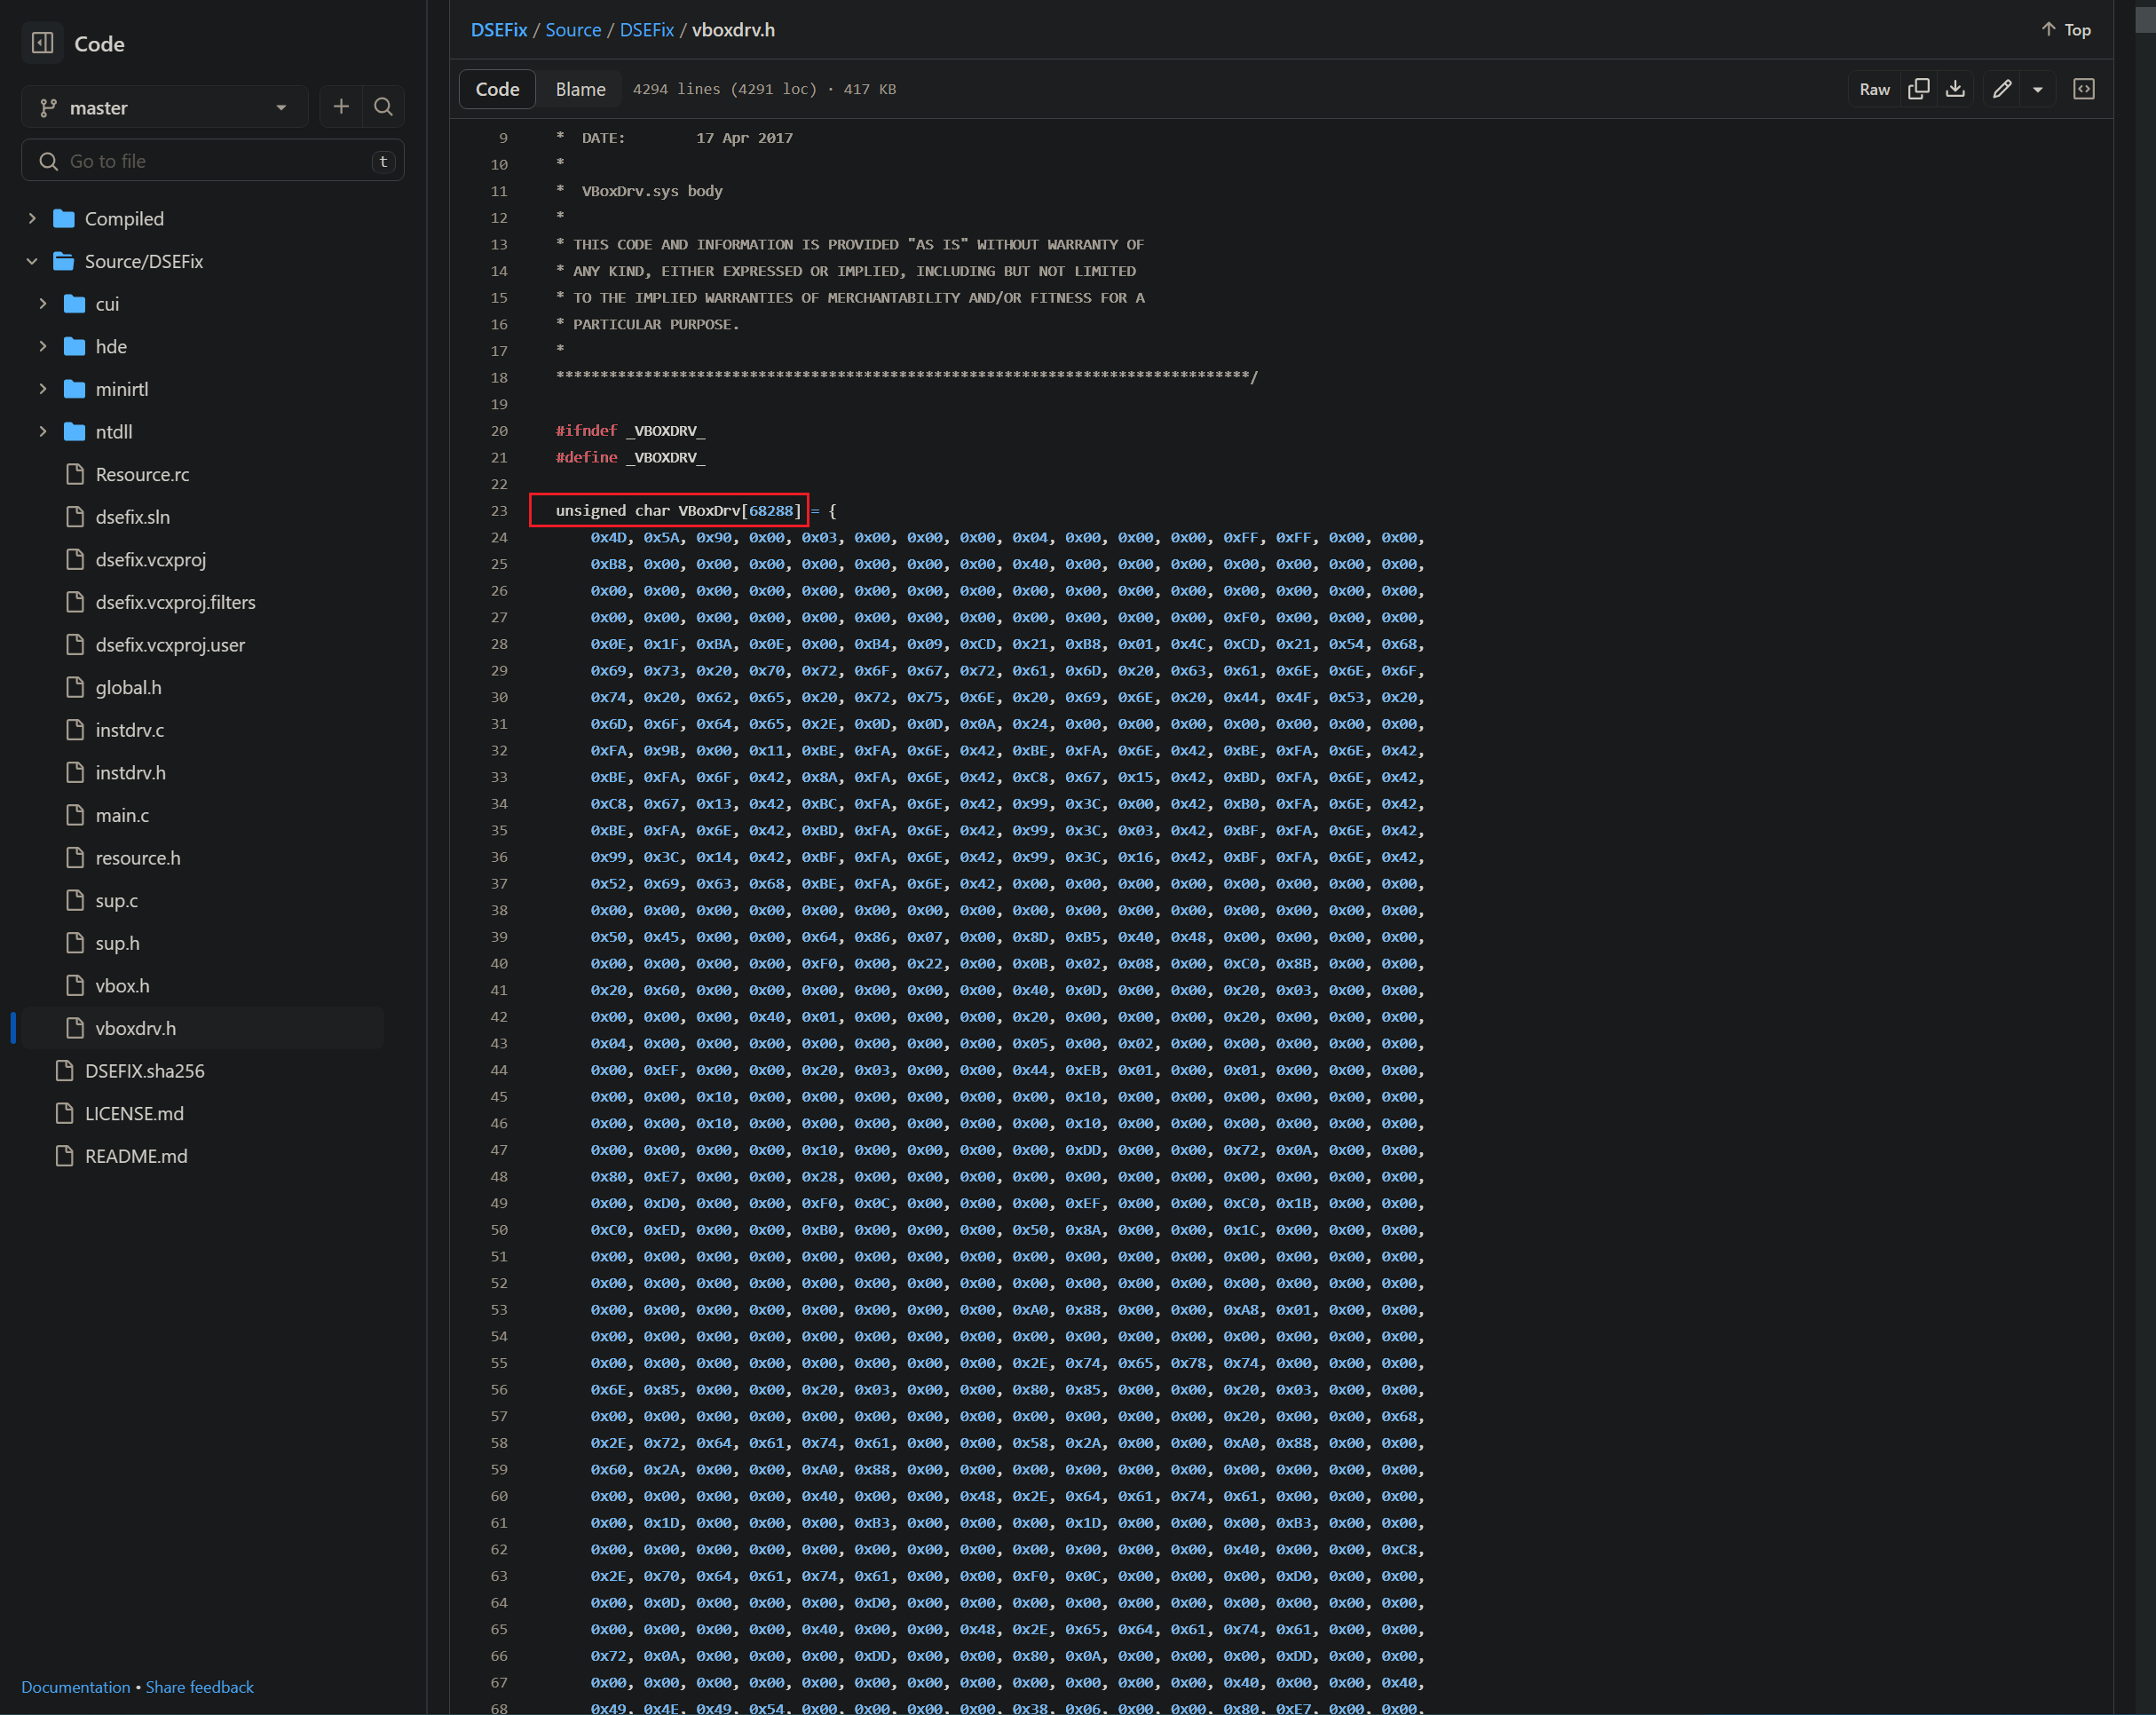 Code
master
Go to file
t
Compiled
Source/DSEFix
cui
hde
minirtl
ntdll
Resource.rc
dsefix.sln
dsefix.vcxproj
dsefix.vcxproj.filters
dsefix.vcxproj.user
global.h
instdrv.c
instdrv.h
main.c
resource.h
sup.c
sup.h
vbox.h
vboxdrv.h
DSEFIX.sha256
LICENSE.md
README.md
Documentation • Share feedback
DSEFix / Source / DSEFix / vboxdrv.h
Top
Code Blame 4294 lines (4291 loc) · 417 KB
Raw
9 * DATE: 17 Apr 2017
10 *
11 * VBoxDrv.sys body
12 *
13 * THIS CODE AND INFORMATION IS PROVIDED "AS IS" WITHOUT WARRANTY OF
14 * ANY KIND, EITHER EXPRESSED OR IMPLIED, INCLUDING BUT NOT LIMITED
15 * TO THE IMPLIED WARRANTIES OF MERCHANTABILITY AND/OR FITNESS FOR A
16 * PARTICULAR PURPOSE.
17 *
18 *******************************************************************************/
19
20 #ifndef _VBOXDRV_
21 #define _VBOXDRV_
22
23 unsigned char VBoxDrv[68288] = {
24 0x4D, 0x5A, 0x90, 0x00, 0x03, 0x00, 0x00, 0x00, 0x04, 0x00, 0x00, 0x00, 0xFF, 0xFF, 0x00, 0x00,
25 0xB8, 0x00, 0x00, 0x00, 0x00, 0x00, 0x00, 0x00, 0x40, 0x00, 0x00, 0x00, 0x00, 0x00, 0x00, 0x00,
26 0x00, 0x00, 0x00, 0x00, 0x00, 0x00, 0x00, 0x00, 0x00, 0x00, 0x00, 0x00, 0x00, 0x00, 0x00, 0x00,
27 0x00, 0x00, 0x00, 0x00, 0x00, 0x00, 0x00, 0x00, 0x00, 0x00, 0x00, 0x00, 0xF0, 0x00, 0x00, 0x00,
28 0x0E, 0x1F, 0xBA, 0x0E, 0x00, 0xB4, 0x09, 0xCD, 0x21, 0xB8, 0x01, 0x4C, 0xCD, 0x21, 0x54, 0x68,
29 0x69, 0x73, 0x20, 0x70, 0x72, 0x6F, 0x67, 0x72, 0x61, 0x6D, 0x20, 0x63, 0x61, 0x6E, 0x6E, 0x6F,
30 0x74, 0x20, 0x62, 0x65, 0x20, 0x72, 0x75, 0x6E, 0x20, 0x69, 0x6E, 0x20, 0x44, 0x4F, 0x53, 0x20,
31 0x6D, 0x6F, 0x64, 0x65, 0x2E, 0x0D, 0x0D, 0x0A, 0x24, 0x00, 0x00, 0x00, 0x00, 0x00, 0x00, 0x00,
32 0xFA, 0x9B, 0x00, 0x11, 0xBE, 0xFA, 0x6E, 0x42, 0xBE, 0xFA, 0x6E, 0x42, 0xBE, 0xFA, 0x6E, 0x42,
33 0xBE, 0xFA, 0x6F, 0x42, 0x8A, 0xFA, 0x6E, 0x42, 0xC8, 0x67, 0x15, 0x42, 0xBD, 0xFA, 0x6E, 0x42,
34 0xC8, 0x67, 0x13, 0x42, 0xBC, 0xFA, 0x6E, 0x42, 0x99, 0x3C, 0x00, 0x42, 0xB0, 0xFA, 0x6E, 0x42,
35 0xBE, 0xFA, 0x6E, 0x42, 0xBD, 0xFA, 0x6E, 0x42, 0x99, 0x3C, 0x03, 0x42, 0xBF, 0xFA, 0x6E, 0x42,
36 0x99, 0x3C, 0x14, 0x42, 0xBF, 0xFA, 0x6E, 0x42, 0x99, 0x3C, 0x16, 0x42, 0xBF, 0xFA, 0x6E, 0x42,
37 0x52, 0x69, 0x63, 0x68, 0xBE, 0xFA, 0x6E, 0x42, 0x00, 0x00, 0x00, 0x00, 0x00, 0x00, 0x00, 0x00,
38 0x00, 0x00, 0x00, 0x00, 0x00, 0x00, 0x00, 0x00, 0x00, 0x00, 0x00, 0x00, 0x00, 0x00, 0x00, 0x00,
39 0x50, 0x45, 0x00, 0x00, 0x64, 0x86, 0x07, 0x00, 0x8D, 0xB5, 0x40, 0x48, 0x00, 0x00, 0x00, 0x00,
40 0x00, 0x00, 0x00, 0x00, 0xF0, 0x00, 0x22, 0x00, 0x0B, 0x02, 0x08, 0x00, 0xC0, 0x8B, 0x00, 0x00,
41 0x20, 0x60, 0x00, 0x00, 0x00, 0x00, 0x00, 0x00, 0x40, 0x0D, 0x00, 0x00, 0x20, 0x03, 0x00, 0x00,
42 0x00, 0x00, 0x00, 0x40, 0x01, 0x00, 0x00, 0x00, 0x20, 0x00, 0x00, 0x00, 0x20, 0x00, 0x00, 0x00,
43 0x04, 0x00, 0x00, 0x00, 0x00, 0x00, 0x00, 0x00, 0x05, 0x00, 0x02, 0x00, 0x00, 0x00, 0x00, 0x00,
44 0x00, 0xEF, 0x00, 0x00, 0x20, 0x03, 0x00, 0x00, 0x44, 0xEB, 0x01, 0x00, 0x01, 0x00, 0x00, 0x00,
45 0x00, 0x00, 0x10, 0x00, 0x00, 0x00, 0x00, 0x00, 0x00, 0x10, 0x00, 0x00, 0x00, 0x00, 0x00, 0x00,
46 0x00, 0x00, 0x10, 0x00, 0x00, 0x00, 0x00, 0x00, 0x00, 0x10, 0x00, 0x00, 0x00, 0x00, 0x00, 0x00,
47 0x00, 0x00, 0x00, 0x00, 0x10, 0x00, 0x00, 0x00, 0x00, 0xDD, 0x00, 0x00, 0x72, 0x0A, 0x00, 0x00,
48 0x80, 0xE7, 0x00, 0x00, 0x28, 0x00, 0x00, 0x00, 0x00, 0x00, 0x00, 0x00, 0x00, 0x00, 0x00, 0x00,
49 0x00, 0xD0, 0x00, 0x00, 0xF0, 0x0C, 0x00, 0x00, 0x00, 0xEF, 0x00, 0x00, 0xC0, 0x1B, 0x00, 0x00,
50 0xC0, 0xED, 0x00, 0x00, 0xB0, 0x00, 0x00, 0x00, 0x50, 0x8A, 0x00, 0x00, 0x1C, 0x00, 0x00, 0x00,
51 0x00, 0x00, 0x00, 0x00, 0x00, 0x00, 0x00, 0x00, 0x00, 0x00, 0x00, 0x00, 0x00, 0x00, 0x00, 0x00,
52 0x00, 0x00, 0x00, 0x00, 0x00, 0x00, 0x00, 0x00, 0x00, 0x00, 0x00, 0x00, 0x00, 0x00, 0x00, 0x00,
53 0x00, 0x00, 0x00, 0x00, 0x00, 0x00, 0x00, 0x00, 0xA0, 0x88, 0x00, 0x00, 0xA8, 0x01, 0x00, 0x00,
54 0x00, 0x00, 0x00, 0x00, 0x00, 0x00, 0x00, 0x00, 0x00, 0x00, 0x00, 0x00, 0x00, 0x00, 0x00, 0x00,
55 0x00, 0x00, 0x00, 0x00, 0x00, 0x00, 0x00, 0x00, 0x2E, 0x74, 0x65, 0x78, 0x74, 0x00, 0x00, 0x00,
56 0x6E, 0x85, 0x00, 0x00, 0x20, 0x03, 0x00, 0x00, 0x80, 0x85, 0x00, 0x00, 0x20, 0x03, 0x00, 0x00,
57 0x00, 0x00, 0x00, 0x00, 0x00, 0x00, 0x00, 0x00, 0x00, 0x00, 0x00, 0x00, 0x20, 0x00, 0x00, 0x68,
58 0x2E, 0x72, 0x64, 0x61, 0x74, 0x61, 0x00, 0x00, 0x58, 0x2A, 0x00, 0x00, 0xA0, 0x88, 0x00, 0x00,
59 0x60, 0x2A, 0x00, 0x00, 0xA0, 0x88, 0x00, 0x00, 0x00, 0x00, 0x00, 0x00, 0x00, 0x00, 0x00, 0x00,
60 0x00, 0x00, 0x00, 0x00, 0x40, 0x00, 0x00, 0x48, 0x2E, 0x64, 0x61, 0x74, 0x61, 0x00, 0x00, 0x00,
61 0x00, 0x1D, 0x00, 0x00, 0x00, 0xB3, 0x00, 0x00, 0x00, 0x1D, 0x00, 0x00, 0x00, 0xB3, 0x00, 0x00,
62 0x00, 0x00, 0x00, 0x00, 0x00, 0x00, 0x00, 0x00, 0x00, 0x00, 0x00, 0x00, 0x40, 0x00, 0x00, 0xC8,
63 0x2E, 0x70, 0x64, 0x61, 0x74, 0x61, 0x00, 0x00, 0xF0, 0x0C, 0x00, 0x00, 0x00, 0xD0, 0x00, 0x00,
64 0x00, 0x0D, 0x00, 0x00, 0x00, 0xD0, 0x00, 0x00, 0x00, 0x00, 0x00, 0x00, 0x00, 0x00, 0x00, 0x00,
65 0x00, 0x00, 0x00, 0x00, 0x40, 0x00, 0x00, 0x48, 0x2E, 0x65, 0x64, 0x61, 0x74, 0x61, 0x00, 0x00,
66 0x72, 0x0A, 0x00, 0x00, 0x00, 0xDD, 0x00, 0x00, 0x80, 0x0A, 0x00, 0x00, 0x00, 0xDD, 0x00, 0x00,
67 0x00, 0x00, 0x00, 0x00, 0x00, 0x00, 0x00, 0x00, 0x00, 0x00, 0x00, 0x00, 0x40, 0x00, 0x00, 0x40,
68 0x49, 0x4E, 0x49, 0x54, 0x00, 0x00, 0x00, 0x00, 0x38, 0x06, 0x00, 0x00, 0x80, 0xE7, 0x00, 0x00,